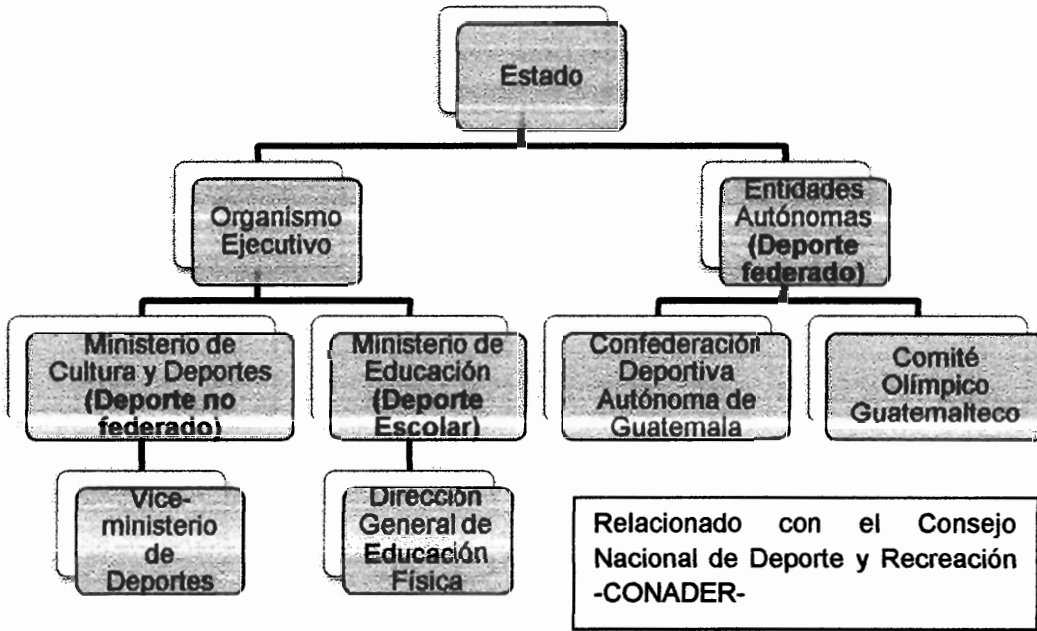 Estado
Organismo
Ejecutivo
Entidades
Autónomas
(Deporte
federado)
Ministerio de
Cultura y Deportes
(Deporte no
federado)
Ministerio de
Educación
(Deporte
Escolar)
Confederación
Deportiva
Autónoma de
Guatemala
Comité
Olímpico
Guatemalteco
Vice-
ministerio
de
Deportes
Dirección
General de
Educación
Física
Relacionado con el Consejo
Nacional de Deporte y Recreación
-CONADER-